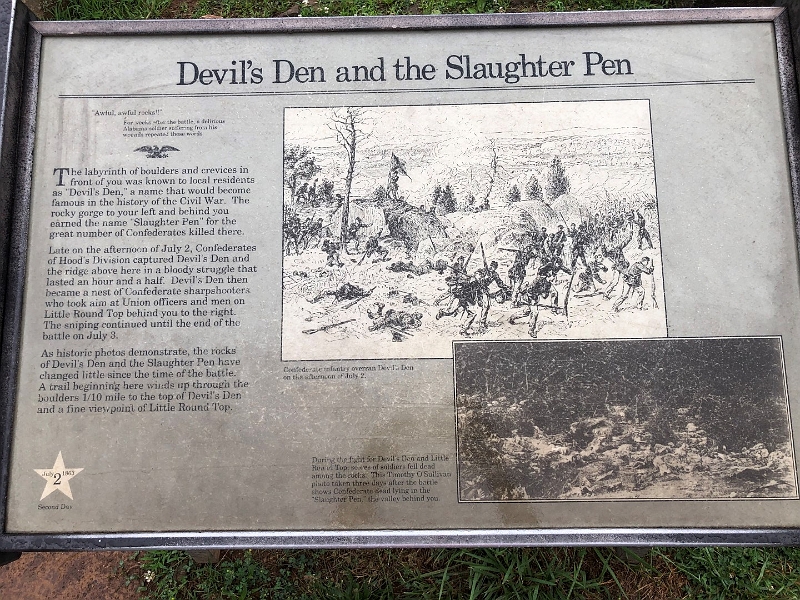 Devil's Den and the Slaughter Pen
"Awful, awful rocks!!"
For weeks after the battle, a delirious
Alabama soldier suffering from his
wounds repeated these words
The labyrinth of boulders and crevices in
front of you was known to local residents
as "Devil's Den," a name that would become
famous in the history of the Civil War. The
rocky gorge to your left and behind you
earned the name "Slaughter Pen" for the
great number of Confederates killed there.
Late on the afternoon of July 2, Confederates
of Hood's Division captured Devil's Den and
the ridge above here in a bloody struggle that
lasted an hour and a half. Devil's Den then
became a nest of Confederate sharpshooters
who took aim at Union officers and men on
Little Round Top behind you to the right.
The sniping continued until the end of the
battle on July 3.
As historic photos demonstrate, the rocks
of Devil's Den and the Slaughter Pen have
changed little since the time of the battle.
A trail beginning here winds up through the
boulders 1/10 mile to the top of Devil's Den
and a fine viewpoint of Little Round Top.
Confederate infantry overran Devil's Den
on the afternoon of July 2.
During the fight for Devil's Den and Little
Round Top, scores of soldiers fell dead
among the rocks. This Timothy O'Sullivan
photo taken three days after the battle
shows Confederate dead lying in the
"Slaughter Pen," the valley behind you.
July 1863
2
Second Day